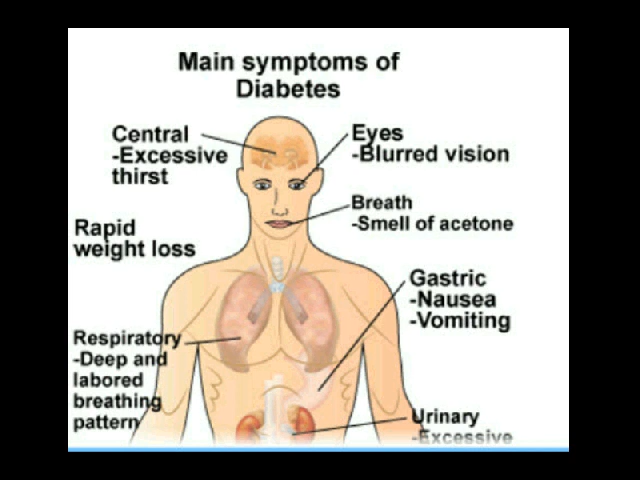 Main symptoms of
Diabetes
Central
-Excessive
thirst
Eyes
-Blurred vision
Breath
-Smell of acetone
Rapid
weight loss
Gastric
-Nausea
-Vomiting
Respiratory
-Deep and
labored
breathing
pattern
Urinary
-Excessive